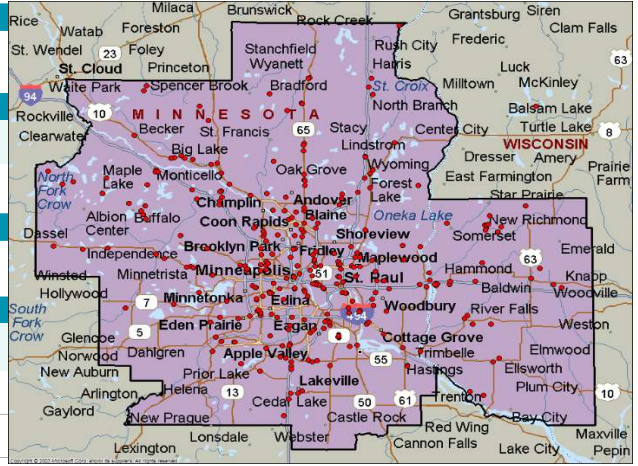 Milaca
Brunswick
Rice
Watab
Foreston
Rock Creek
Grantsburg
Siren
St. Wendel
Foley
Stanchfield
Rush City
Frederic
Clam Falls
23
Wyanett
Harris
63
St. Cloud
Princeton
Luck
Waite Park
Spencer Brook
Bradford
St. Croix
Milltown
McKinley
94
North Branch
Balsam Lake
Rockville
10
MINNESOTA
Turtle Lake
8
Clearwater
Becker
St. Francis
65
Stacy
Center City
WISCONSIN
Big Lake
Lindstrom
Dresser
Amery
Prairie Farm
North Fork Crow
Maple Lake
Monticello
Oak Grove
Wyoming
East Farmington
Forest Lake
Star Prairie
Champlin
Andover
Albion Center
Buffalo
Coon Rapids
Blaine
Oneka Lake
New Richmond
Dassel
Shoreview
Somerset
Brooklyn Park
Fridley
Emerald
Independence
Maplewood
63
Winsted
Minnetrista
Minneapolis
51
St. Paul
Hammond
Knapp
Hollywood
Baldwin
Woodville
7
Minnetonka
Edina
Woodbury
River Falls
South Fork Crow
5
Eden Prairie
Eagan
494
Weston
Glencoe
Cottage Grove
Norwood
Dahlgren
Apple Valley
55
Trimbelle
Elmwood
New Auburn
Prior Lake
Hastings
Ellsworth
Arlington
Helena
13
Lakeville
Plum City
10
Gaylord
Cedar Lake
50
61
Trenton
New Prague
Castle Rock
Bay City
Lonsdale
Webster
Red Wing
Maxville
Lexington
Cannon Falls
Lake City
Pepin